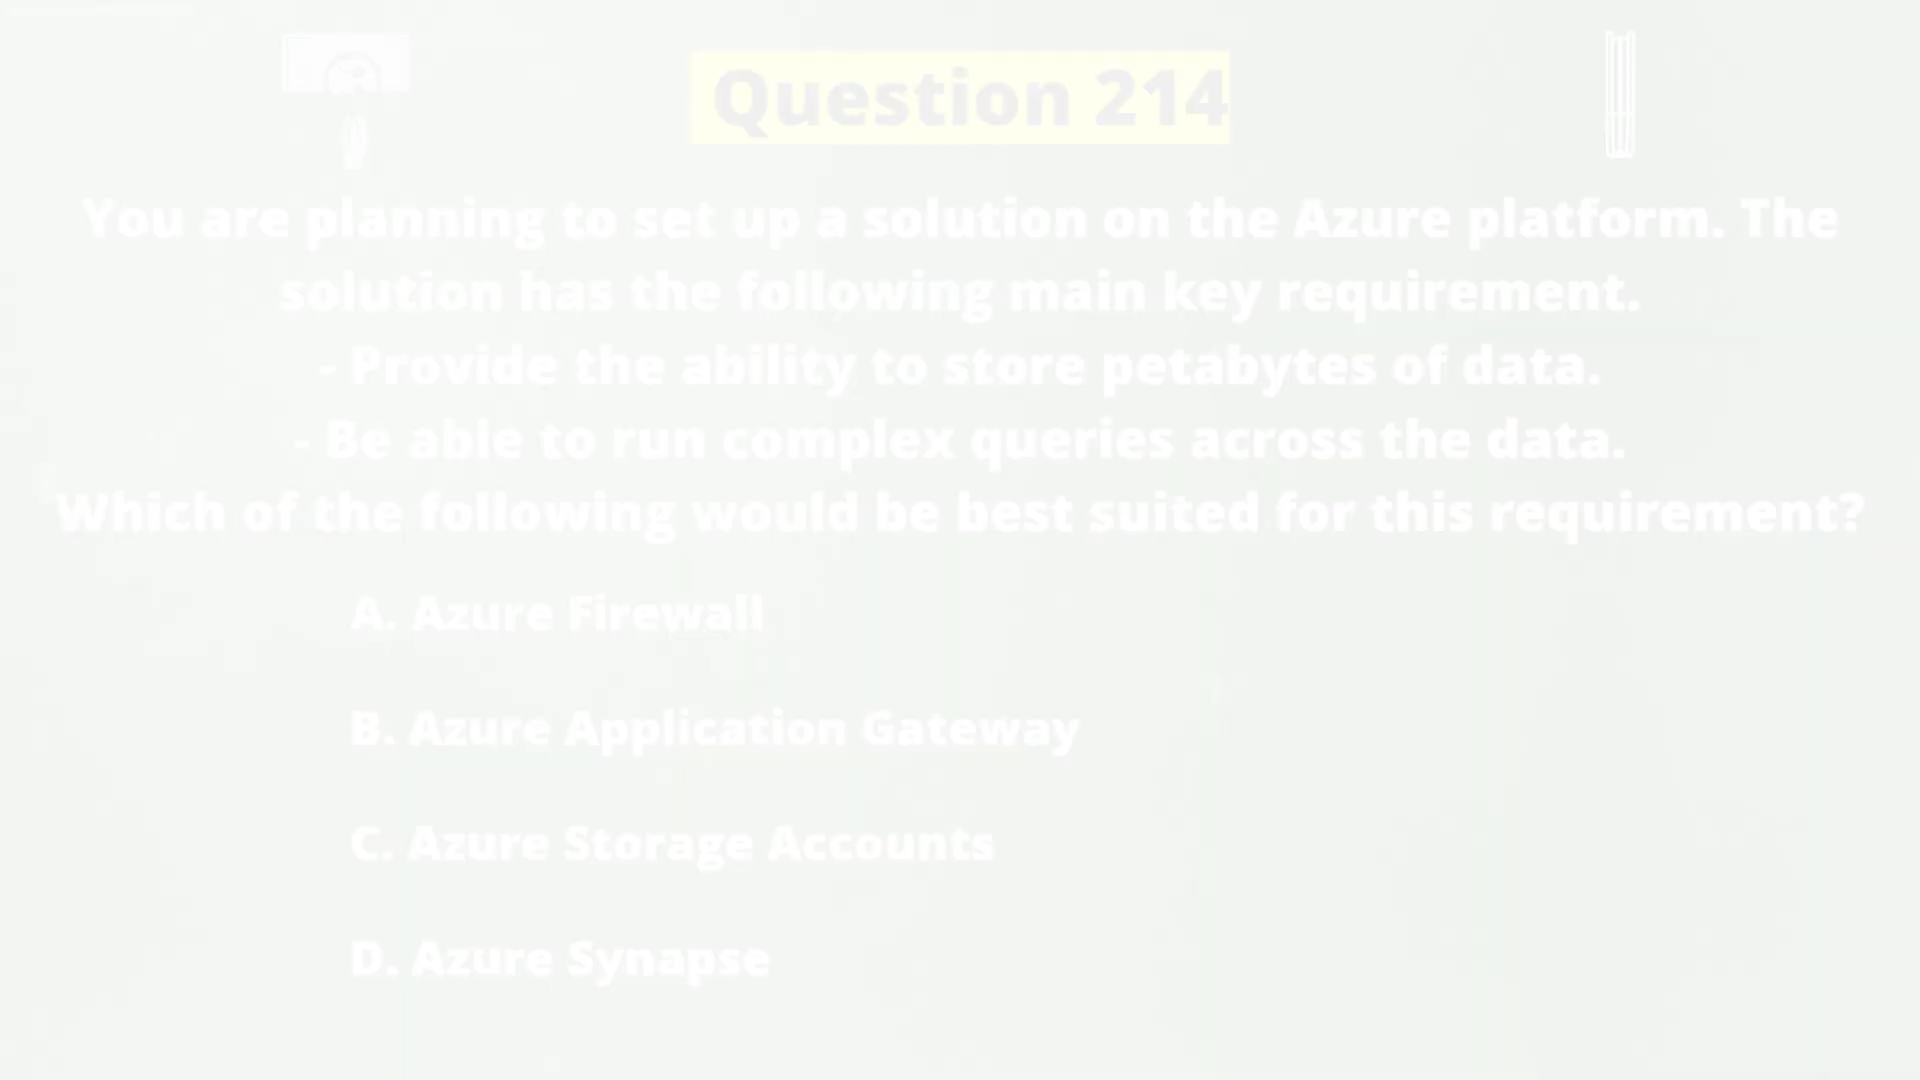 Question 214
You are planning to set up a solution on the Azure platform. The
solution has the following main key requirement.
- Provide the ability to store petabytes of data.
- Be able to run complex queries across the data.
Which of the following would be best suited for this requirement?
A. Azure Firewall
B. Azure Application Gateway
C. Azure Storage Accounts
D. Azure Synapse